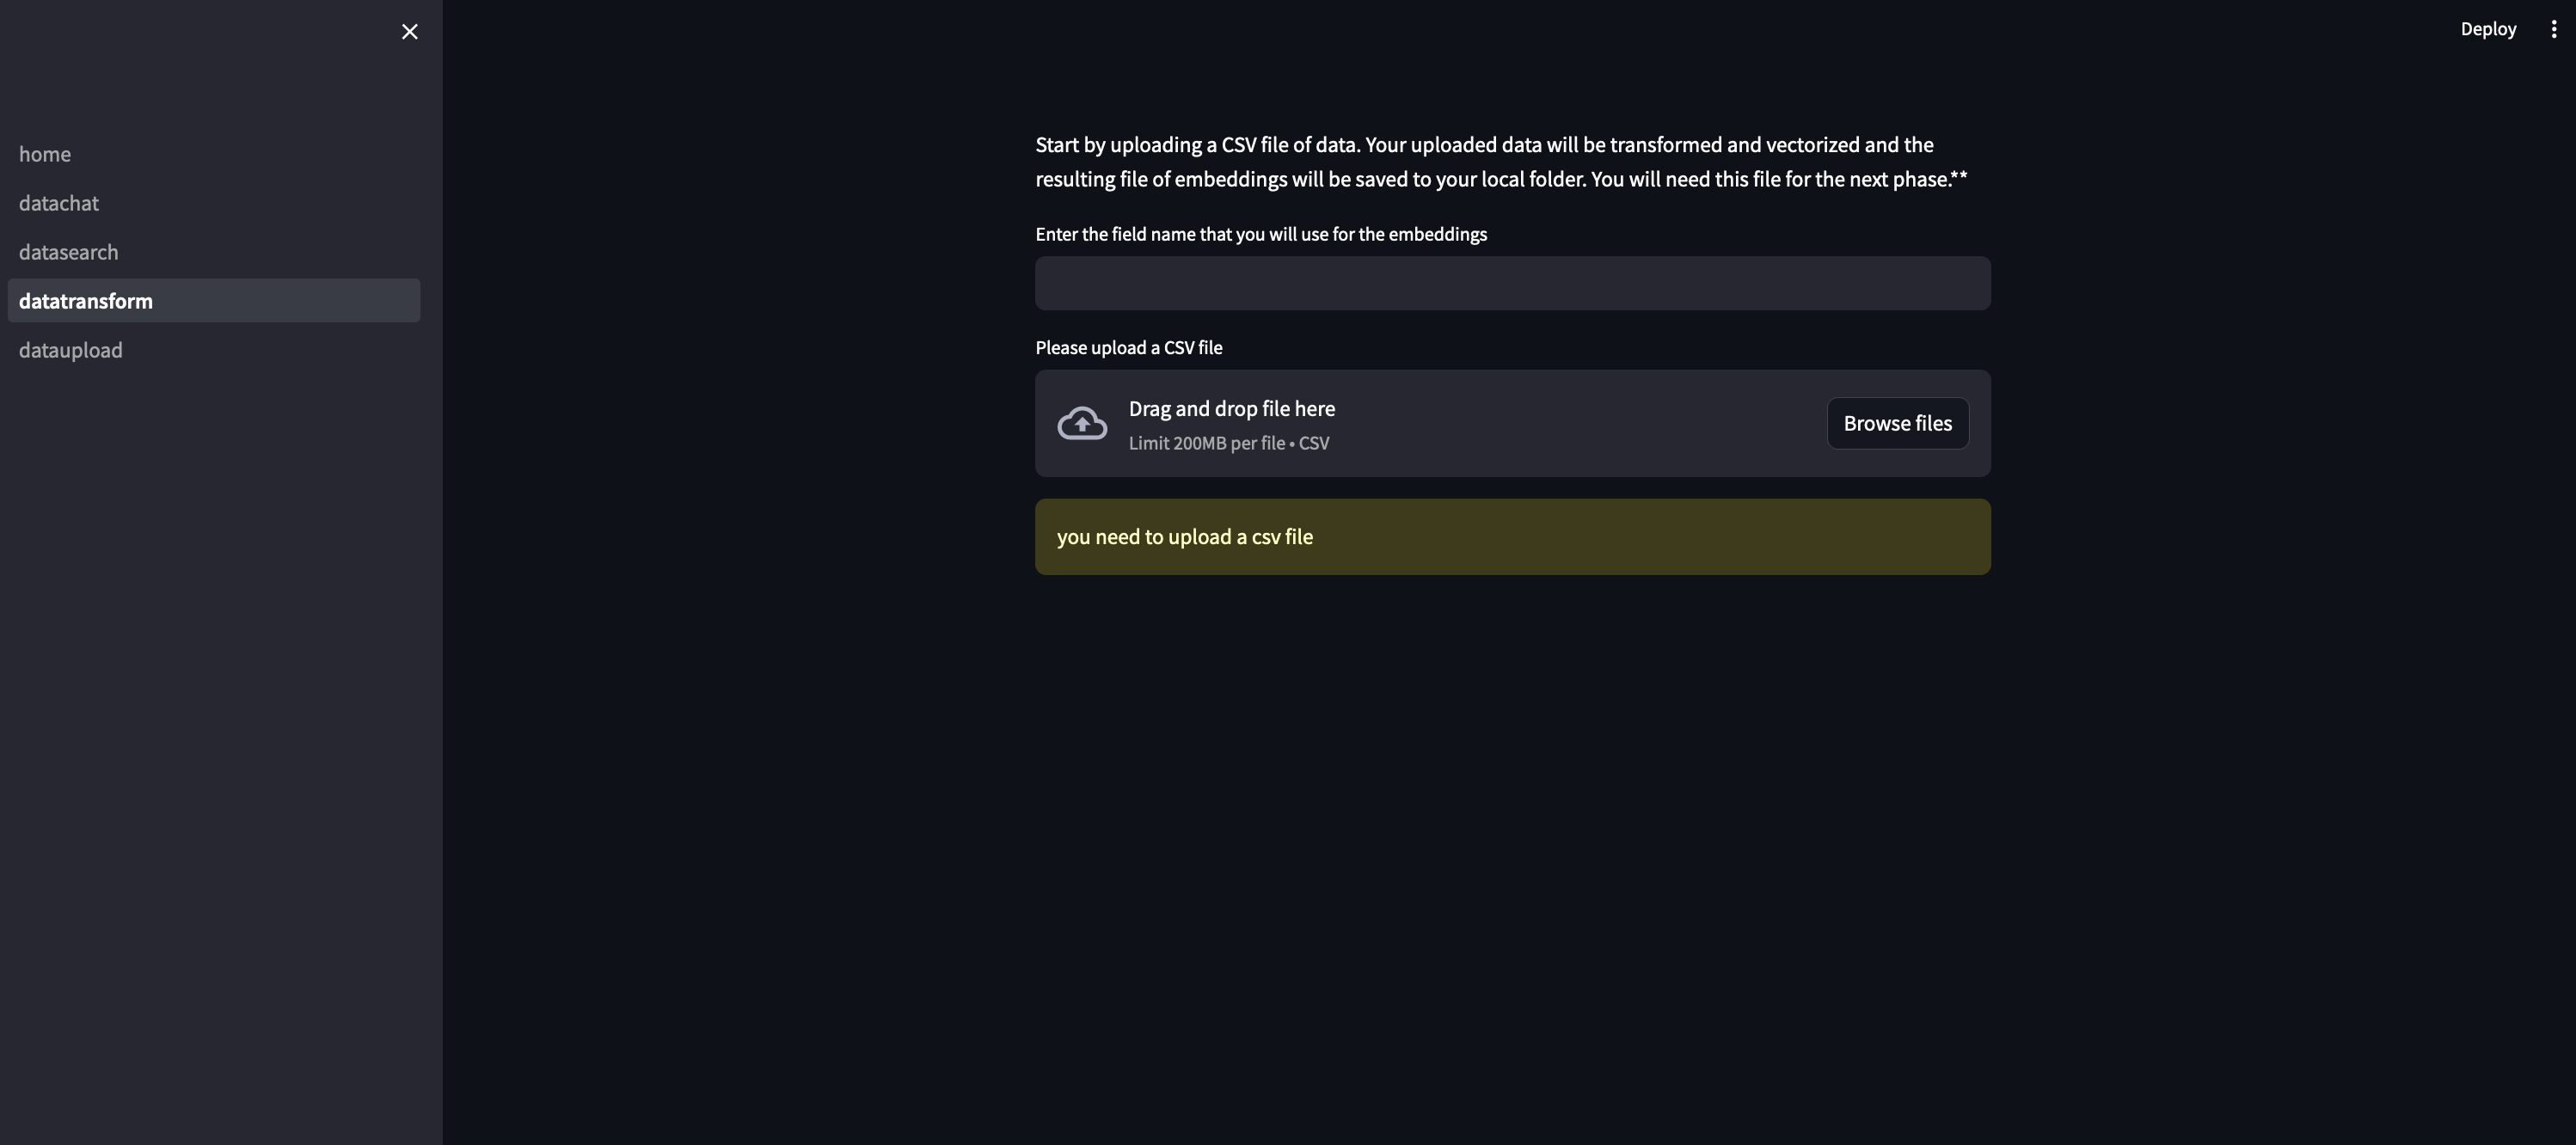 Deploy
home
datachat
datasearch
datatransform
dataupload
Start by uploading a CSV file of data. Your uploaded data will be transformed and vectorized and the
resulting file of embeddings will be saved to your local folder. You will need this file for the next phase.**
Enter the field name that you will use for the embeddings
Please upload a CSV file
Drag and drop file here
Limit 200MB per file • CSV
Browse files
you need to upload a csv file